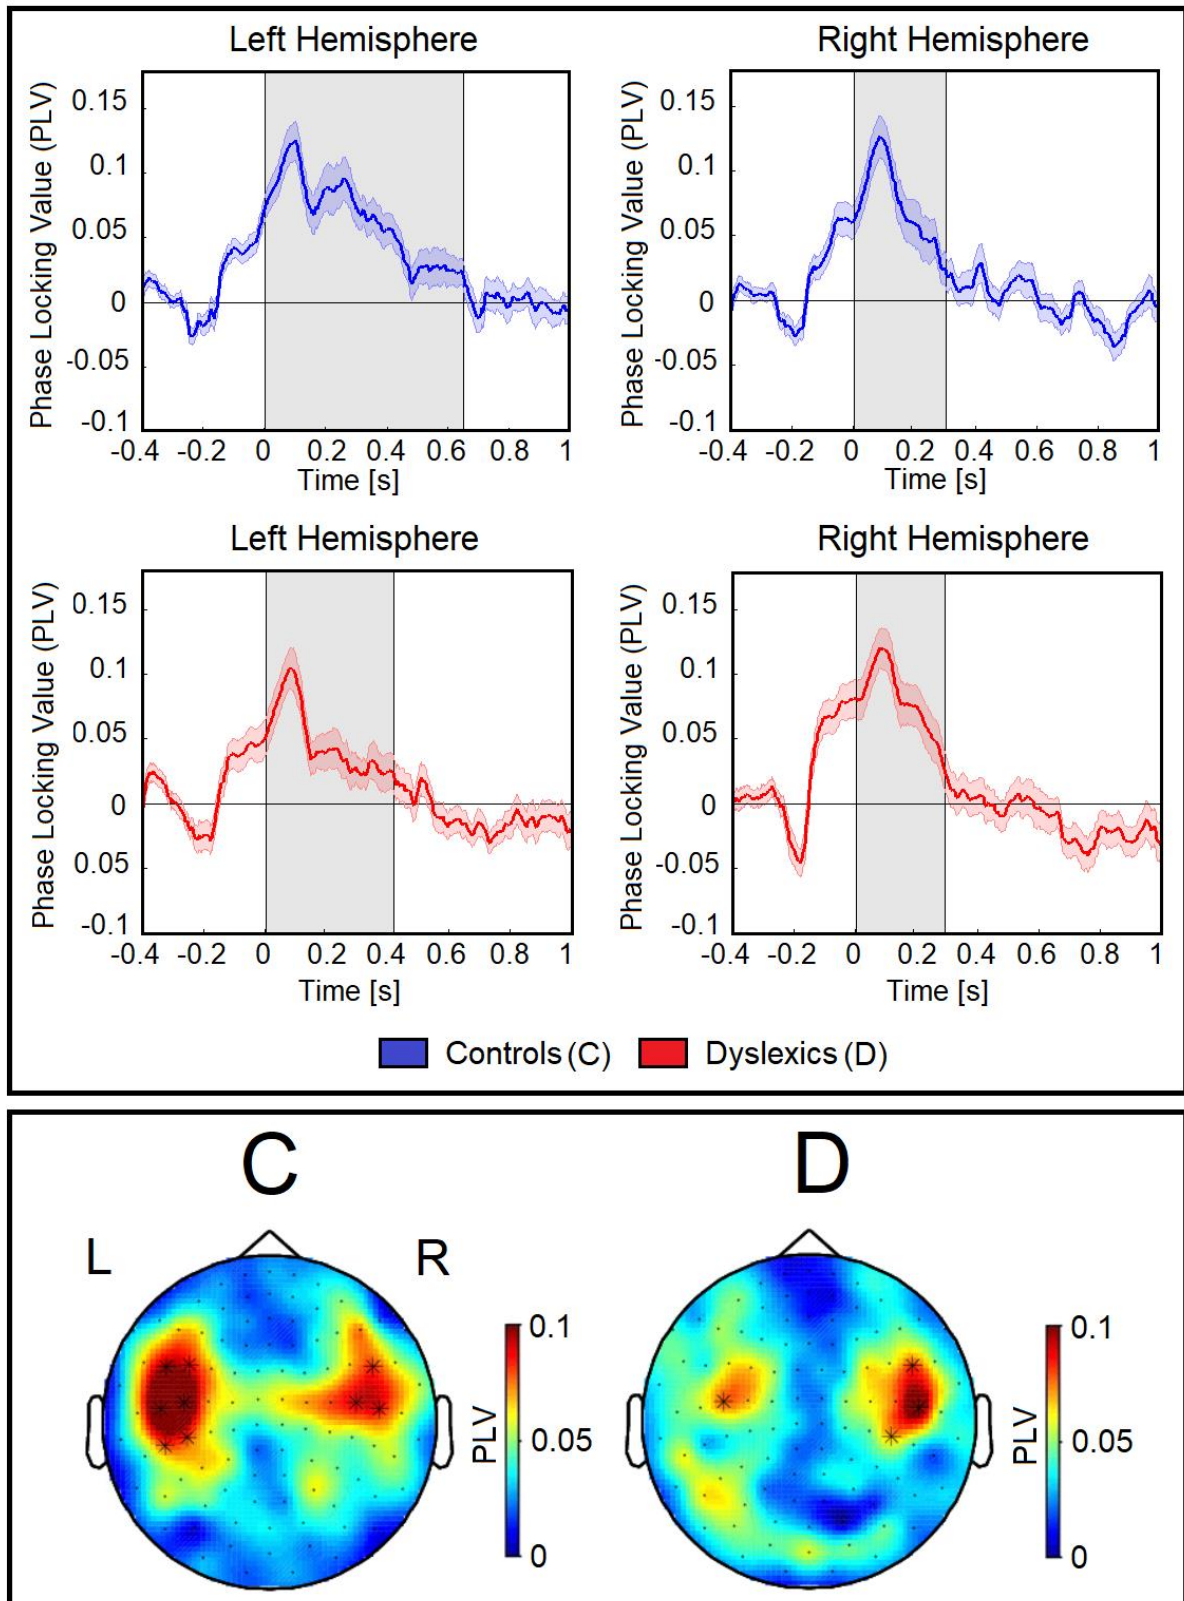 Left Hemisphere
Right Hemisphere
Phase Locking Value (PLV)
0.15
0.1
0.05
0
-0.05
-0.1
-0.4 -0.2 0 0.2 0.4 0.6 0.8 1
Time [s]
Phase Locking Value (PLV)
0.15
0.1
0.05
0
-0.05
-0.1
-0.4 -0.2 0 0.2 0.4 0.6 0.8 1
Time [s]
Left Hemisphere
Right Hemisphere
Phase Locking Value (PLV)
0.15
0.1
0.05
0
0.05
-0.1
-0.4 -0.2 0 0.2 0.4 0.6 0.8 1
Time [s]
Phase Locking Value (PLV)
0.15
0.1
0.05
0
-0.05
-0.1
-0.4 -0.2 0 0.2 0.4 0.6 0.8 1
Time [s]
Controls (C)
Dyslexics (D)
C
D
L
R
PLV
0.1
0.05
0
PLV
0.1
0.05
0